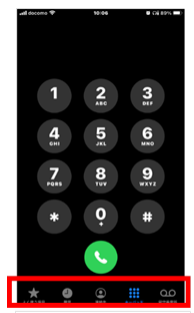 docomo 10:06 89%
1 2 3
ABC DEF
4 5 6
GHI JKL MNO
7 8 9
PQRS TUV WXYZ
* 0 #
+